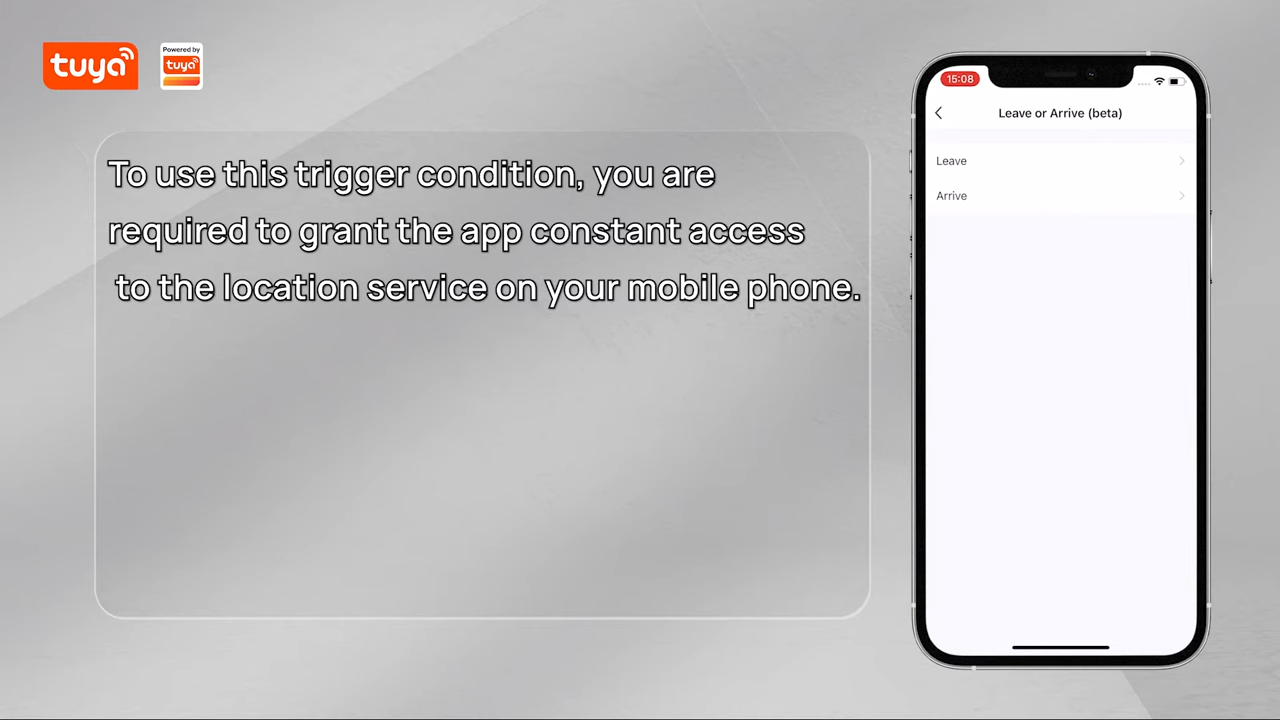 tuya
Powered by
tuya
To use this trigger condition, you are
required to grant the app constant access
to the location service on your mobile phone.
15:08
Leave or Arrive (beta)
Leave
Arrive